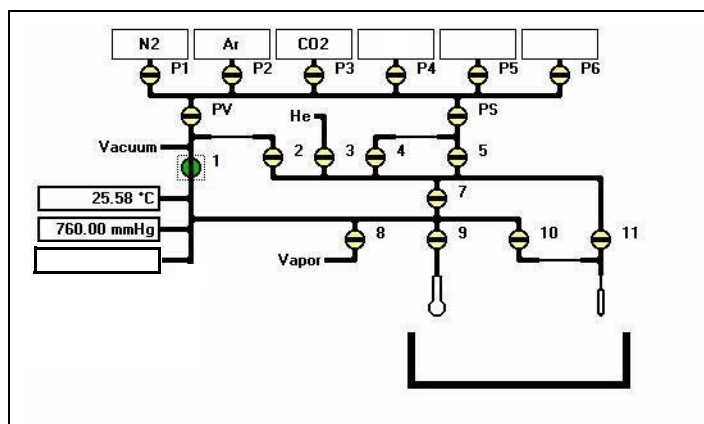 N2 Ar CO2
P1 P2 P3 P4 P5 P6
PV He PS
Vacuum 1 2 3 4 5
25.58 °C 7
760.00 mmHg 8 9 10 11
Vapor